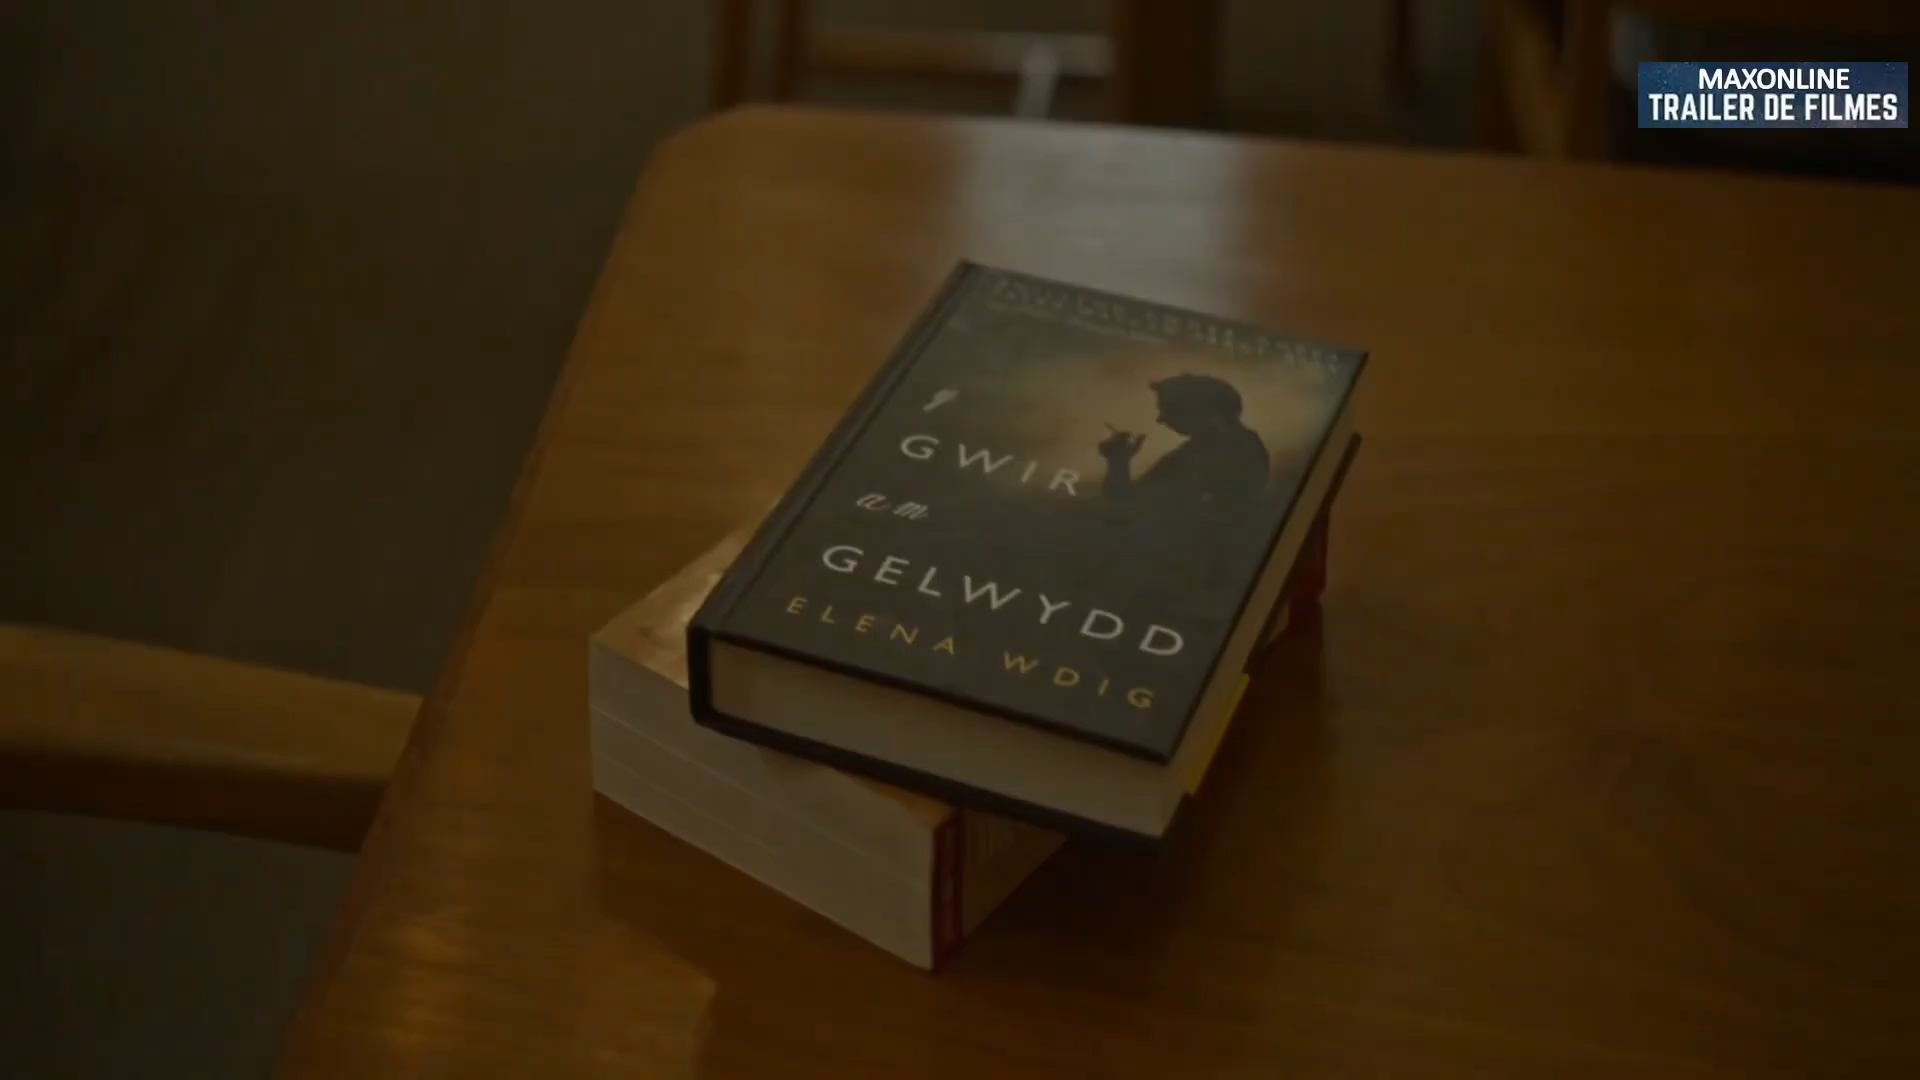 MAXONLINE
TRAILER DE FILMES
y
GWIR
am
GELWYDD
ELENA WDIG